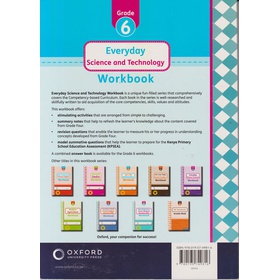 Grade
6
Everyday
Science and Technology
Workbook
Everyday Science and Technology Workbook is a unique fun-filled series that comprehensively
covers the Competency-based Curriculum. Each book in the series is well-researched and
skilfully written to aid acquisition of the core competencies, skills, values and attitudes.
This workbook offers:
• stimulating activities that are arranged from simple to challenging.
• summary notes that help to refresh the learner's knowledge about the content covered
from Grade Four.
• revision questions that enable the learner to measure his or her progress in understanding
concepts developed from Grade Four.
• model summative questions that help the learner to prepare for the Kenya Primary
School Education Assessment (KPSEA).
A combined answer book is available for the Grade 6 workbooks.
Other titles in this workbook series:
Oxford, your companion for success!
OXFORD
UNIVERSITY PRESS